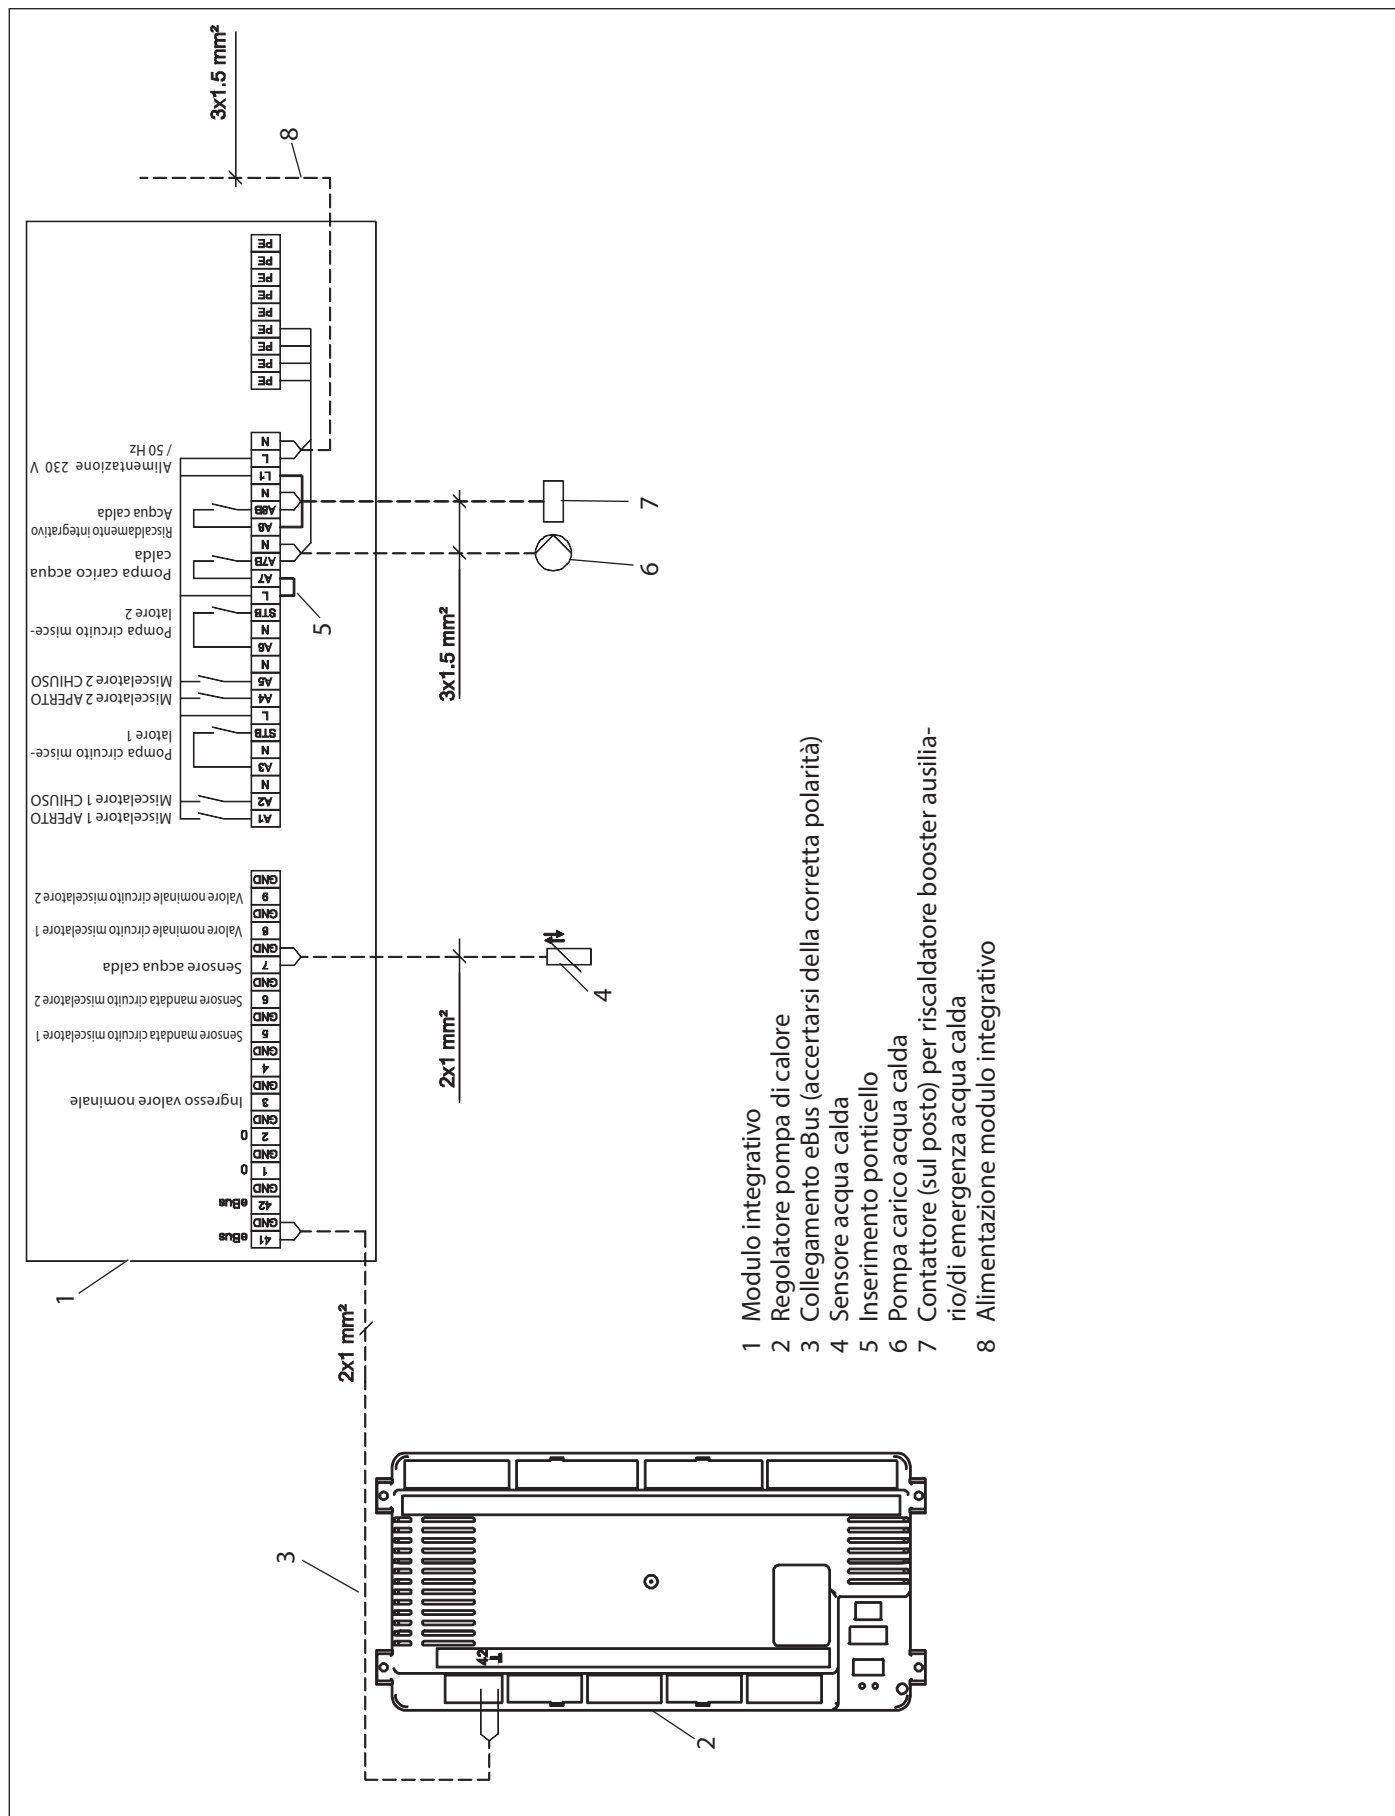 3x1.5 mm²
8
PE
PE
PE
PE
PE
PE
PE
PE
PE
Alimentazione 230 V
/ 50 Hz
Riscaldamento integrativo
Acqua calda
Pompa carico acqua
calda
Pompa circuito misce-
latore 2
Miscelatore 2 CHIUSO
Miscelatore 2 APERTO
Pompa circuito misce-
latore 1
Miscelatore 1 CHIUSO
Miscelatore 1 APERTO
N
L
L1
N
A8B
A8
N
A7B
A7
L
STB
N
A6
N
A5
A4
L
STB
N
A3
N
A2
A1
Valore nominale circuito miscelatore 2
Valore nominale circuito miscelatore 1
Sensore acqua calda
Sensore mandata circuito miscelatore 2
Sensore mandata circuito miscelatore 1
Ingresso valore nominale
0
0
eBus
eBus
GND
9
GND
8
GND
7
GND
6
GND
5
GND
4
GND
3
GND
2
GND
1
GND
42
GND
41
5
3x1.5 mm²
7
6
2x1 mm²
4
1
2x1 mm²
3
42
2
1 Modulo integrativo
2 Regolatore pompa di calore
3 Collegamento eBus (accertarsi della corretta polarità)
4 Sensore acqua calda
5 Inserimento ponticello
6 Pompa carico acqua calda
7 Contattore (sul posto) per riscaldatore booster ausilia-
rio/di emergenza acqua calda
8 Alimentazione modulo integrativo